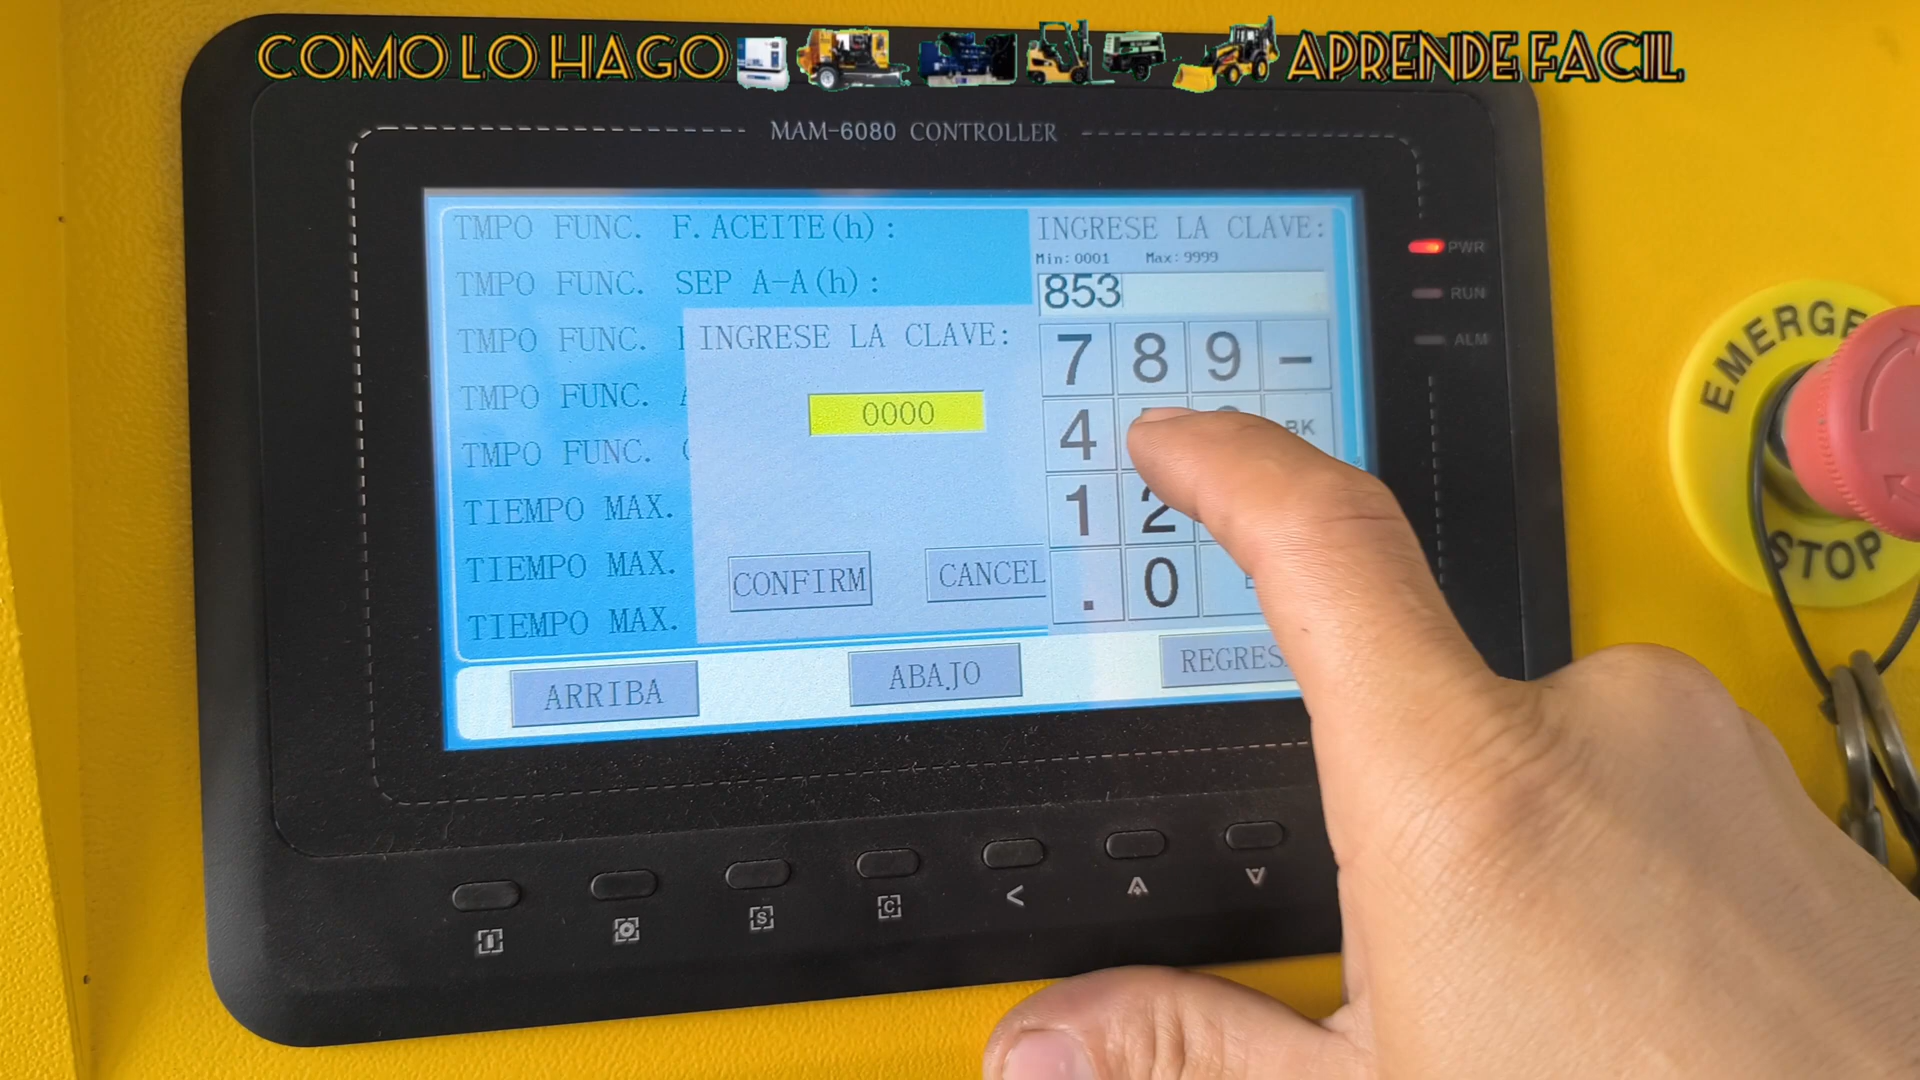 COMO LO HAGO APRENDE FACIL
MAM-6080 CONTROLLER
TMPO FUNC. F.ACEITE(h):
TMPO FUNC. SEP A-A(h):
TMPO FUNC.
TMPO FUNC.
TMPO FUNC.
TIEMPO MAX.
TIEMPO MAX.
TIEMPO MAX.
INGRESE LA CLAVE:
0000
CONFIRM CANCEL
INGRESE LA CLAVE:
Min:0001 Max:9999
853
7 8 9 -
4 BK
1 2
. 0
ARRIBA ABAJO
PWR
RUN
ALM
S C < ∧ ∨
STOP